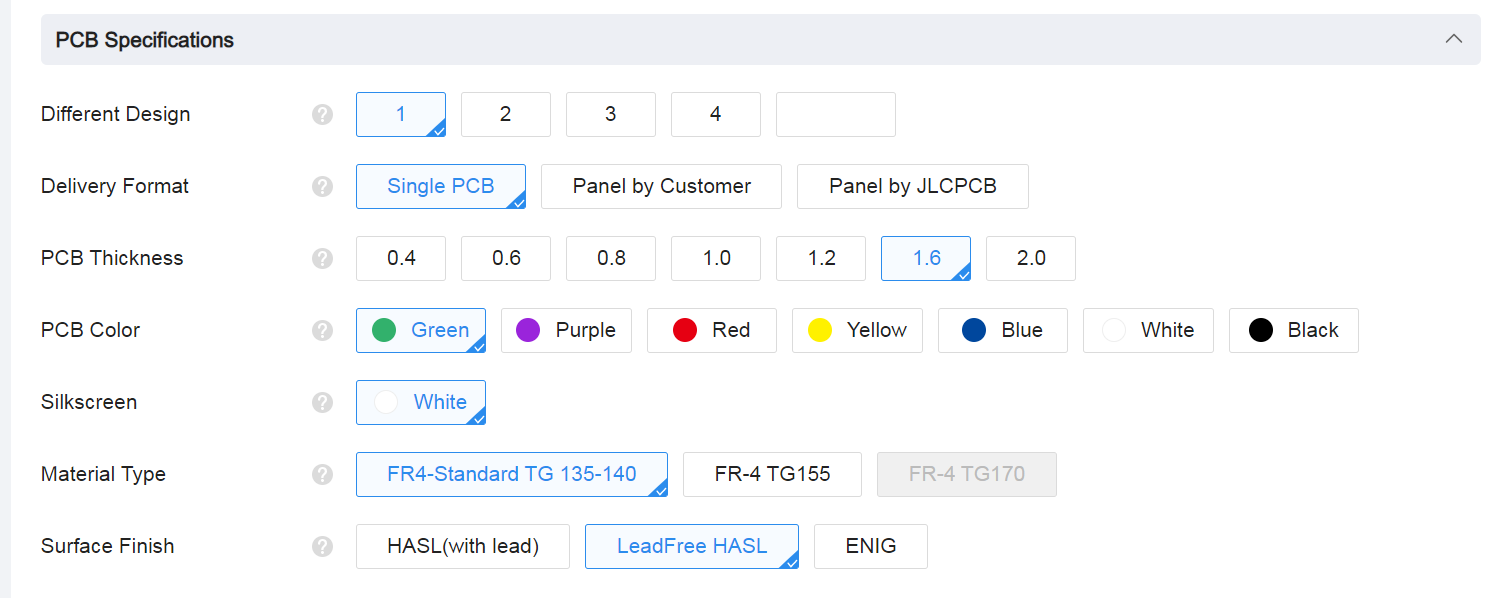 PCB Specifications
Different Design ? 1 2 3 4
Delivery Format ? Single PCB Panel by Customer Panel by JLCPCB
PCB Thickness ? 0.4 0.6 0.8 1.0 1.2 1.6 2.0
PCB Color ? Green Purple Red Yellow Blue White Black
Silkscreen ? White
Material Type ? FR4-Standard TG 135-140 FR-4 TG155 FR-4 TG170
Surface Finish ? HASL(with lead) LeadFree HASL ENIG